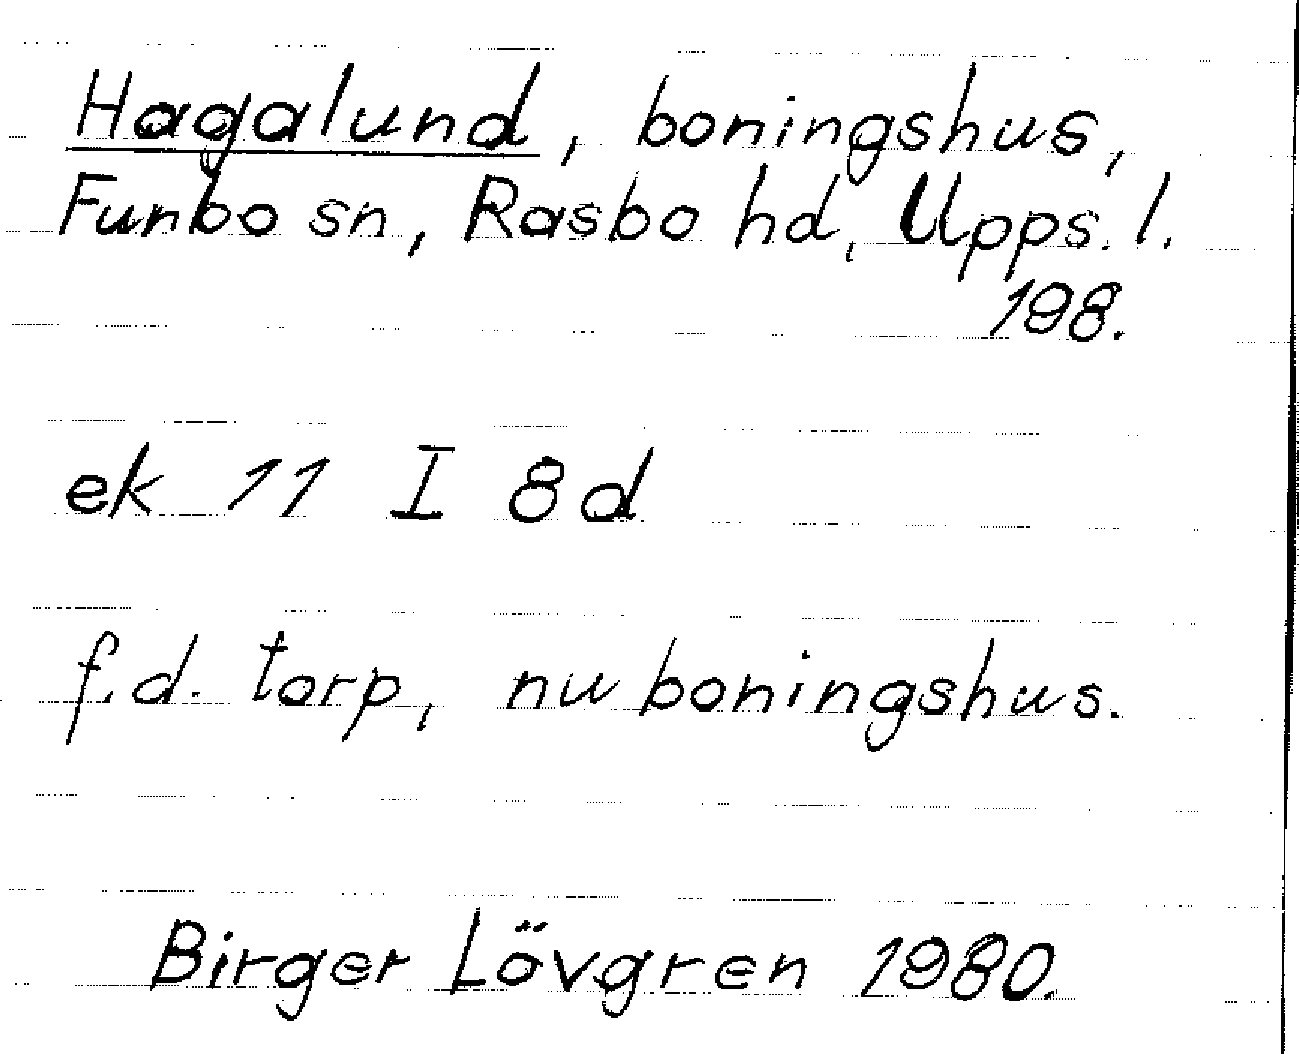 Hagalund, boningshus,
Funbo sn, Rasbo hd, Upps. l.
198.
ek 11 I 8d
f.d. torp, nu boningshus.
Birger Lövgren 1980.